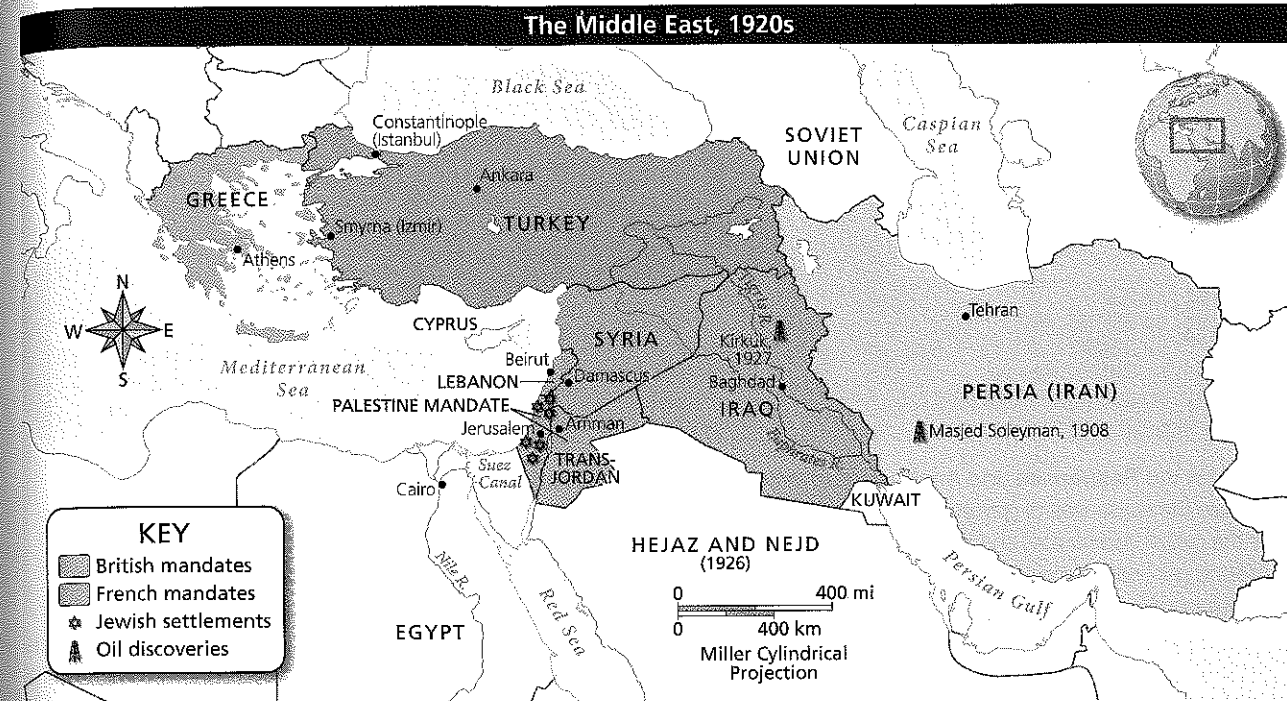 The Middle East, 1920s
Black Sea
Constantinople
(Istanbul)
SOVIET
UNION
Caspian
Sea
Ankara
GREECE
Smyrna (Izmir)
TURKEY
Athens
N
W
E
S
CYPRUS
SYRIA
Tehran
Kirkuk,
1927
Mediterranean
Sea
Beirut
LEBANON
Damascus
Baghdad
PERSIA (IRAN)
PALESTINE MANDATE
IRAQ
Jerusalem
Amman
Masjed Soleyman, 1908
Euphrates R.
Suez
Canal
TRANS-
JORDAN
Cairo
KUWAIT
KEY
British mandates
French mandates
Jewish settlements
Oil discoveries
HEJAZ AND NEJD
(1926)
Nile R.
Red Sea
Persian Gulf
EGYPT
0
400 mi
0
400 km
Miller Cylindrical
Projection